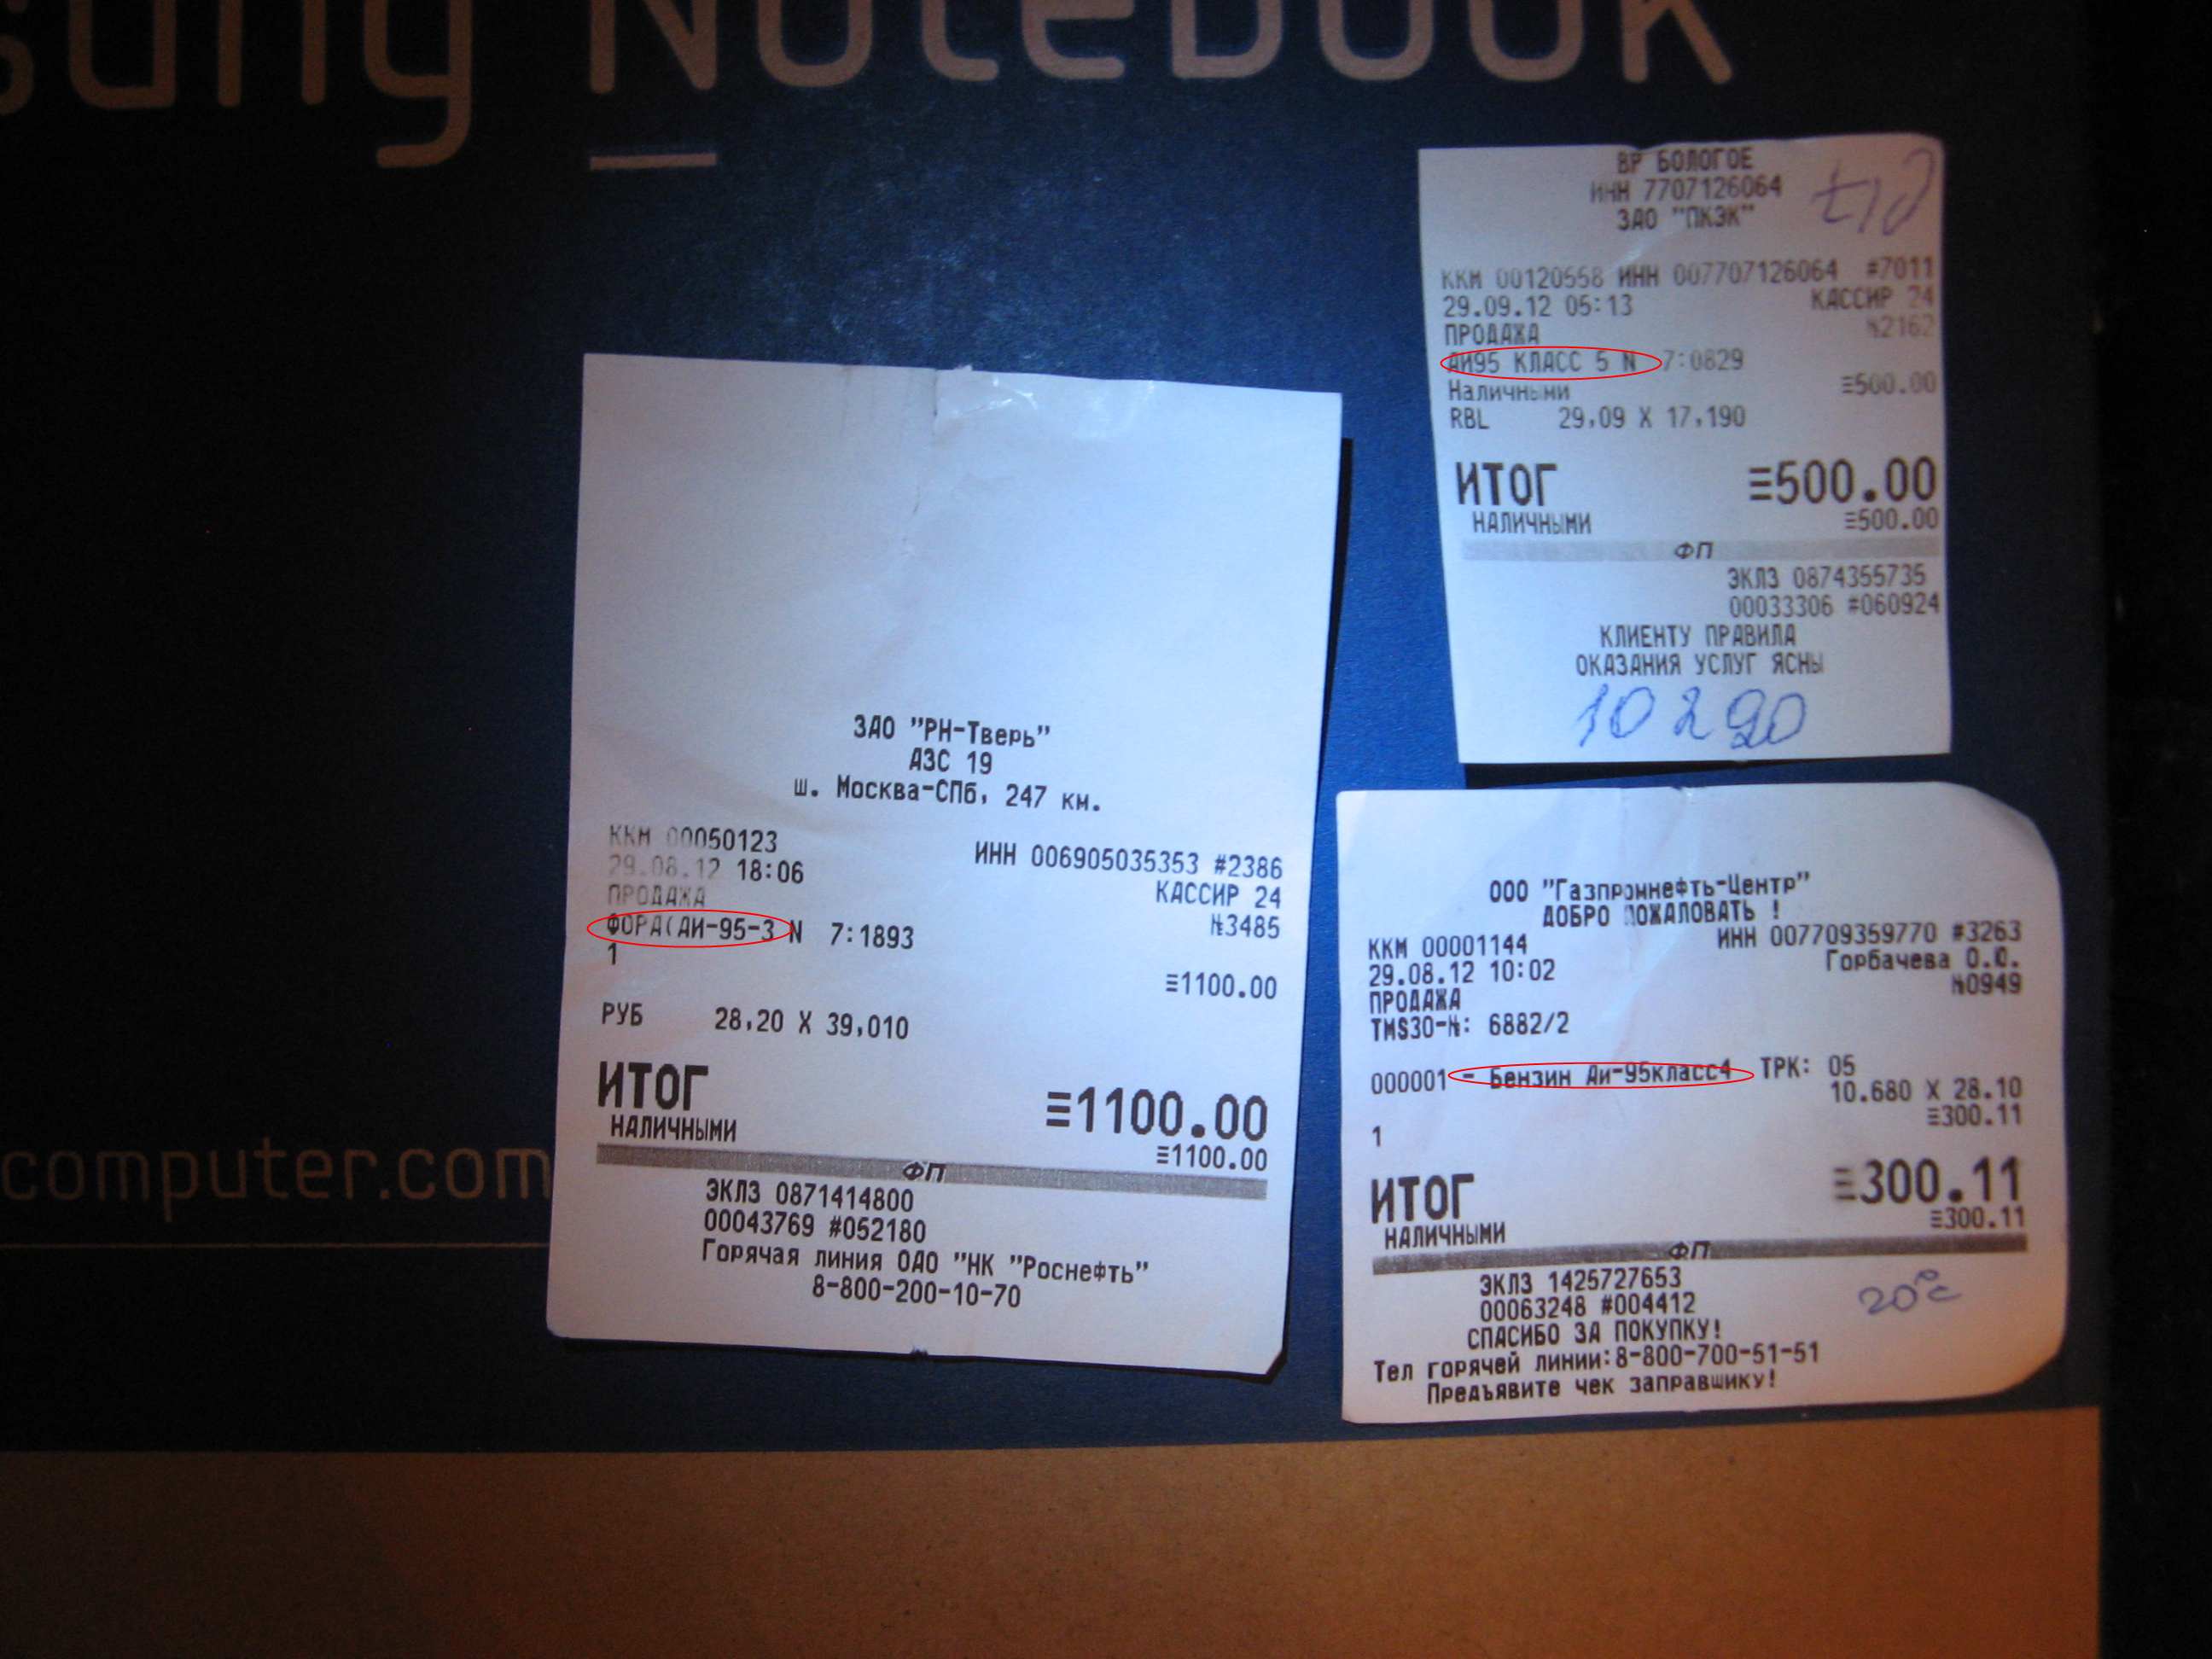 Notebook
computer.com
ЗАО "РН-Тверь"
АЗС 19
ш. Москва-СПб, 247 км.
ККМ 00050123
ИНН 006905035353 #2386
29.08.12 18:06
КАССИР 24
ПРОДАЖА
№3485
ФОРА(АИ-95-3 N 7:1893
1
≡1100.00
РУБ 28,20 X 39,010
ИТОГ ≡1100.00
НАЛИЧНЫМИ ≡1100.00
ФП
ЭКЛЗ 0871414800
00043769 #052180
Горячая линия ОАО "НК "Роснефть"
8-800-200-10-70
ВР БОЛОГОЕ
ИНН 7707126064
ЗАО "ПКЭК"
ККМ 00120558 ИНН 007707126064 #7011
29.09.12 05:13 КАССИР 24
ПРОДАЖА №2162
АИ95 КЛАСС 5 N 7:0829
Наличными ≡500.00
RBL 29,09 X 17,190
ИТОГ ≡500.00
НАЛИЧНЫМИ ≡500.00
ФП
ЭКЛЗ 0874355735
00033306 #060924
КЛИЕНТУ ПРАВИЛА
ОКАЗАНИЯ УСЛУГ ЯСНЫ
ООО "Газпромнефть-Центр"
ДОБРО ПОЖАЛОВАТЬ !
ККМ 00001144 ИНН 007709359770 #3263
29.08.12 10:02 Горбачева О.Ю.
ПРОДАЖА №0949
TMS30-№: 6882/2
000001 - Бензин Аи-95класс4 ТРК: 05
10.680 X 28.10
≡300.11
1
ИТОГ ≡300.11
НАЛИЧНЫМИ ≡300.11
ФП
ЭКЛЗ 1425727653
00063248 #004412
20°C
СПАСИБО ЗА ПОКУПКУ!
Тел горячей линии:8-800-700-51-51
Предъявите чек заправщику!